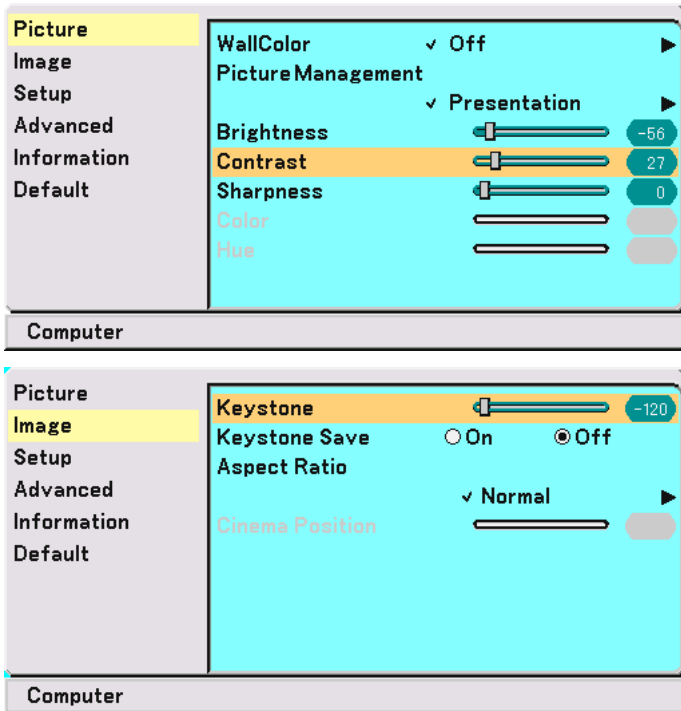 Picture
Image
Setup
Advanced
Information
Default
WallColor ✓ Off ▶
Picture Management
✓ Presentation ▶
Brightness -56
Contrast 27
Sharpness 0
Color
Hue
Computer
Picture
Image
Setup
Advanced
Information
Default
Keystone -120
Keystone Save On Off
Aspect Ratio
✓ Normal ▶
Cinema Position
Computer